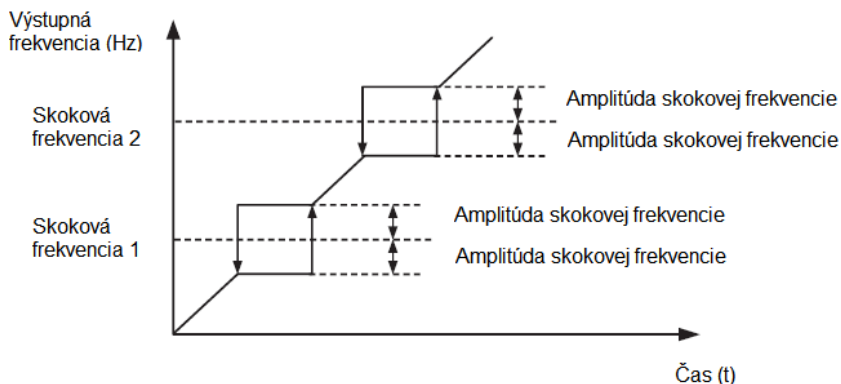 Výstupná
frekvencia (Hz)
Skoková
frekvencia 2
Amplitúda skokovej frekvencie
Amplitúda skokovej frekvencie
Skoková
frekvencia 1
Amplitúda skokovej frekvencie
Amplitúda skokovej frekvencie
Čas (t)